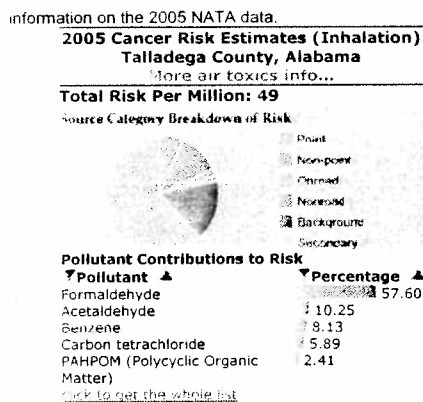 information on the 2005 NATA data.
2005 Cancer Risk Estimates (Inhalation)
Talladega County, Alabama
More air toxics info...
Total Risk Per Million: 49
Source Category Breakdown of Risk
Point
Non-point
Onroad
Nonroad
Background
Secondary
Pollutant Contributions to Risk
▼Pollutant ▲ ▼Percentage ▲
Formaldehyde 57.60
Acetaldehyde 10.25
Benzene 8.13
Carbon tetrachloride 5.89
PAHPOM (Polycyclic Organic 2.41
Matter)
click to get the whole list